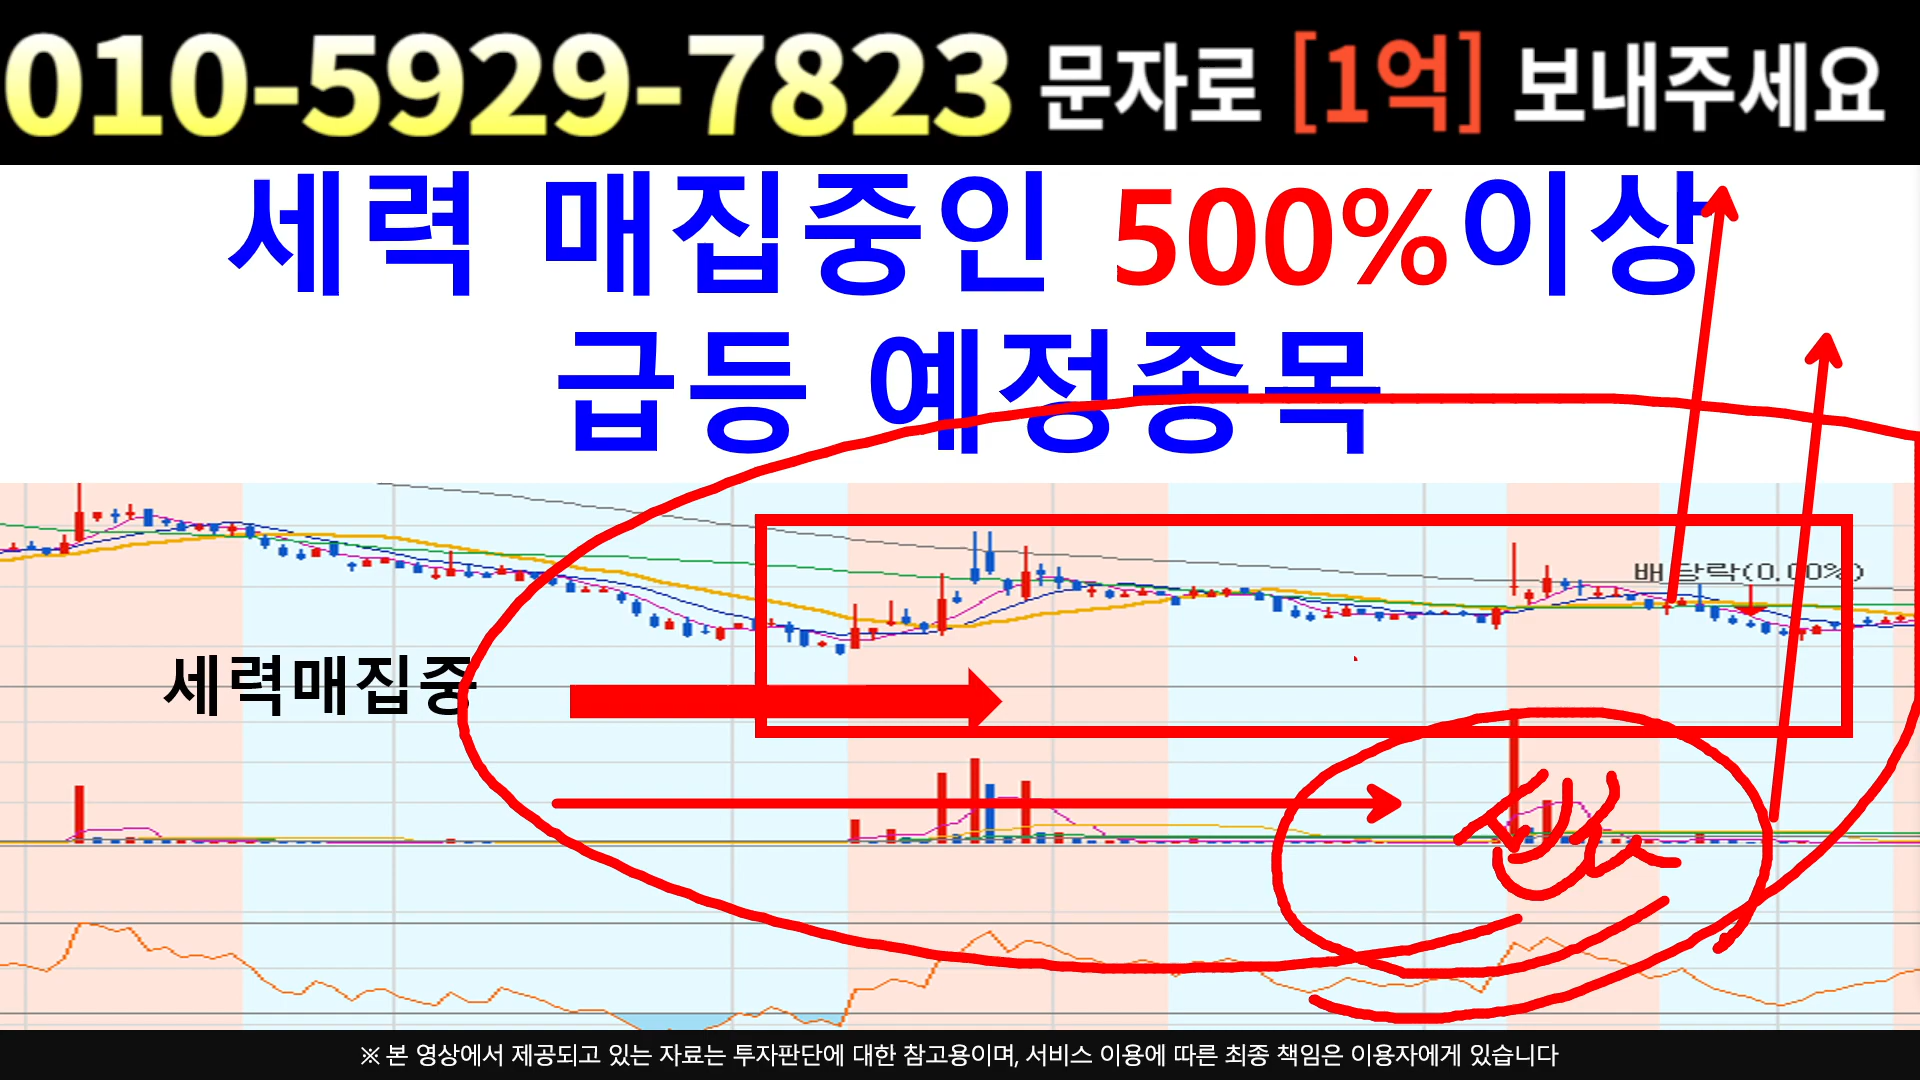 010-5929-7823 문자로 [1억] 보내주세요
세력 매집중인 500%이상
급등 예정종목
배당락(0.00%)
세력매집중
※ 본 영상에서 제공되고 있는 자료는 투자판단에 대한 참고용이며, 서비스 이용에 따른 최종 책임은 이용자에게 있습니다